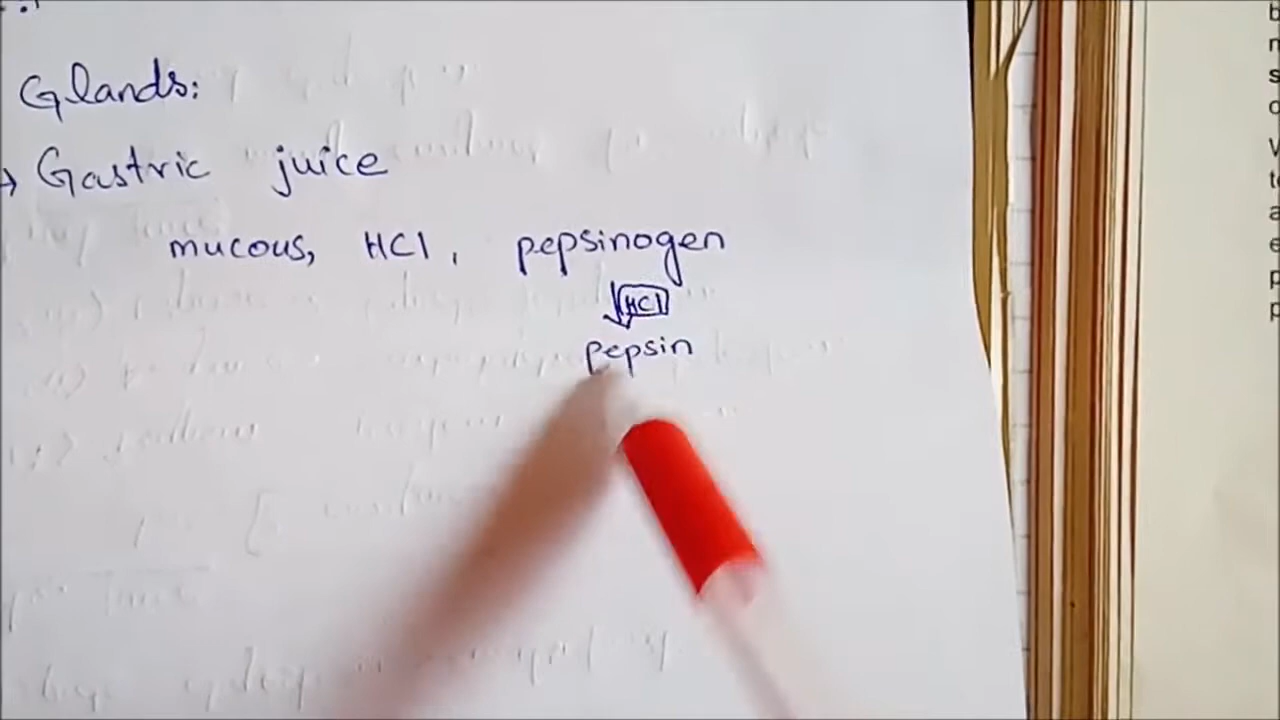 Glands:
→ Gastric juice
mucous, HCl, pepsinogen
↓ HCl
pepsin